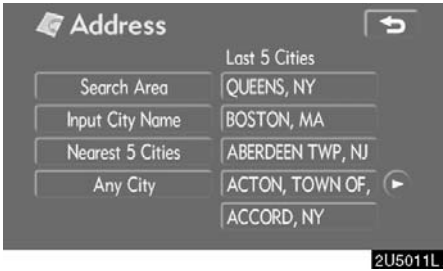 Address
Last 5 Cities
Search Area
QUEENS, NY
Input City Name
BOSTON, MA
Nearest 5 Cities
ABERDEEN TWP, NJ
Any City
ACTON, TOWN OF,
ACCORD, NY
2U5011L